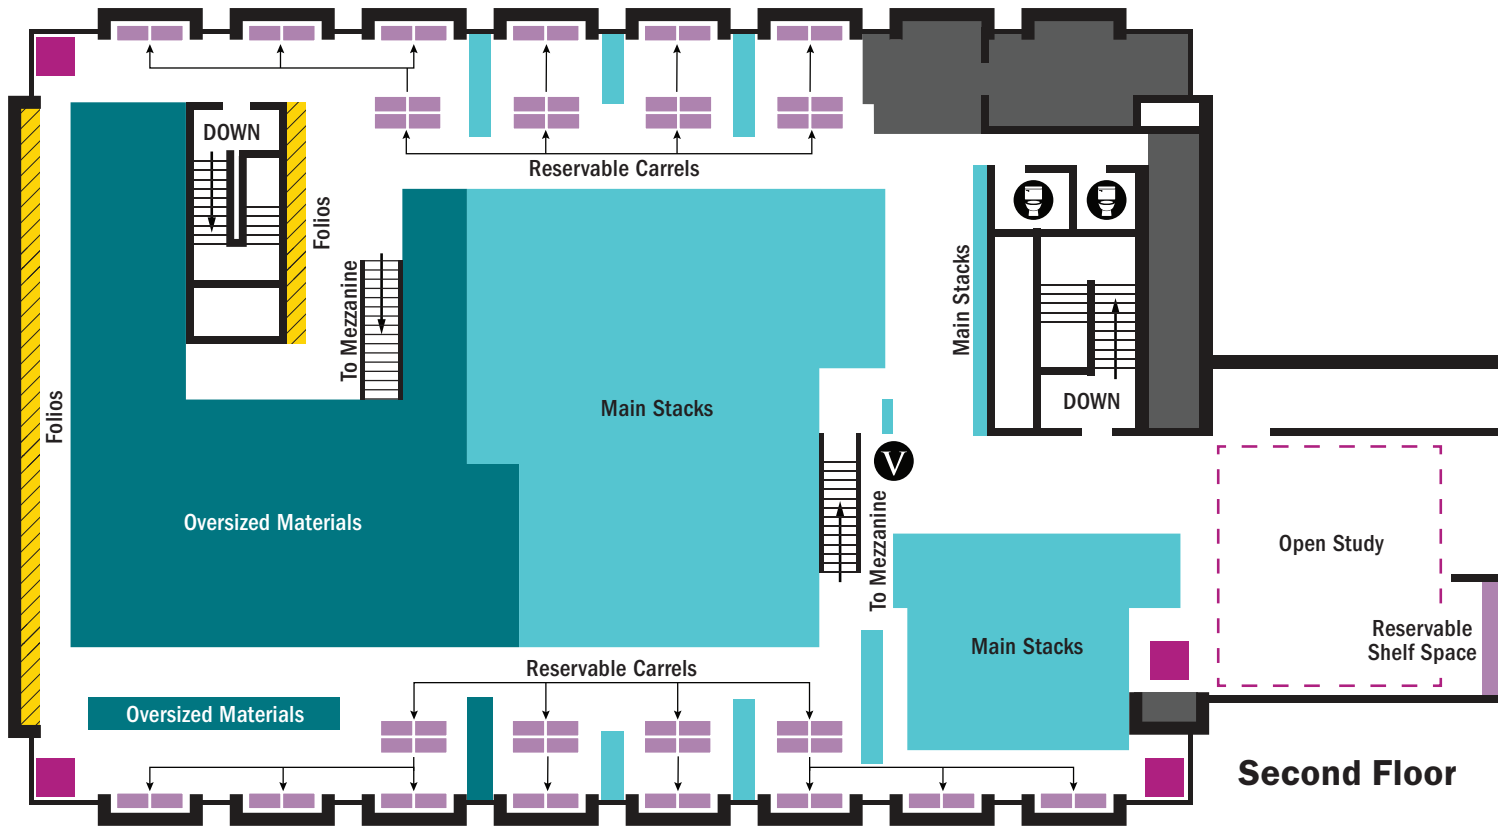 DOWN
Reservable Carrels
Folios
To Mezzanine
Main Stacks
Folios
Main Stacks
DOWN
V
To Mezzanine
Oversized Materials
Open Study
Main Stacks
Reservable
Shelf Space
Reservable Carrels
Oversized Materials
Second Floor